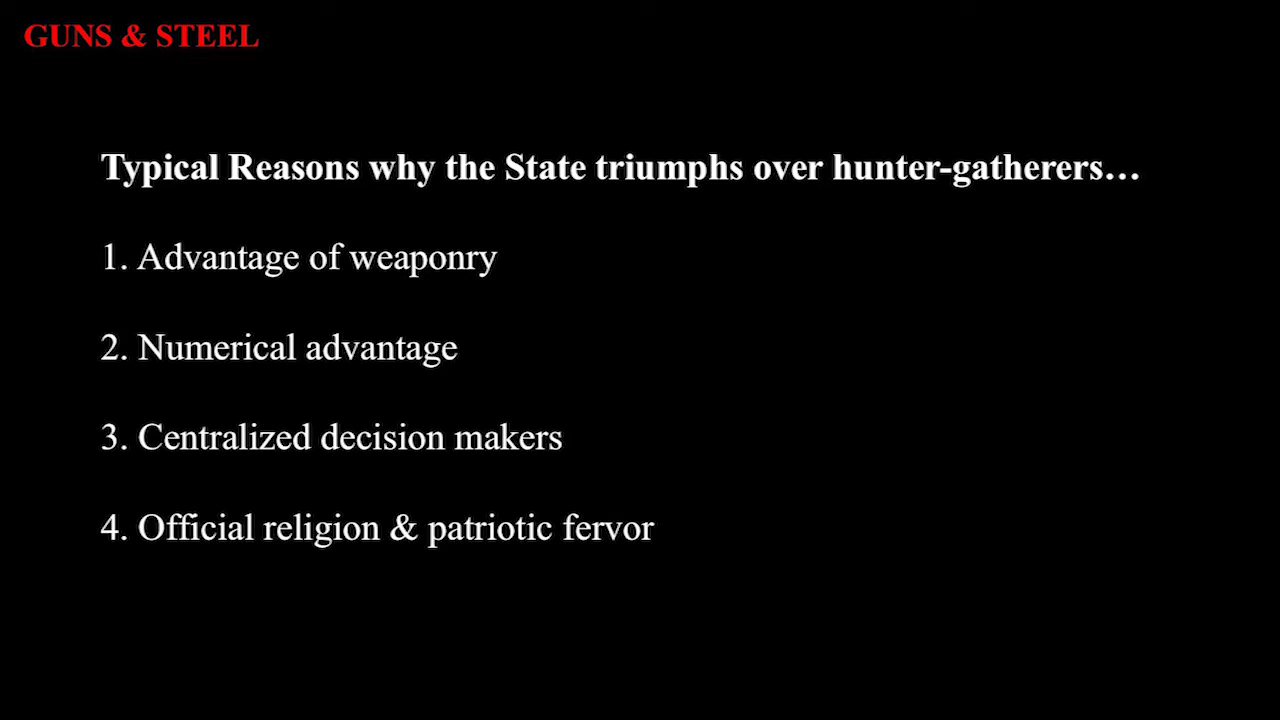 GUNS & STEEL
Typical Reasons why the State triumphs over hunter-gatherers…
1. Advantage of weaponry
2. Numerical advantage
3. Centralized decision makers
4. Official religion & patriotic fervor